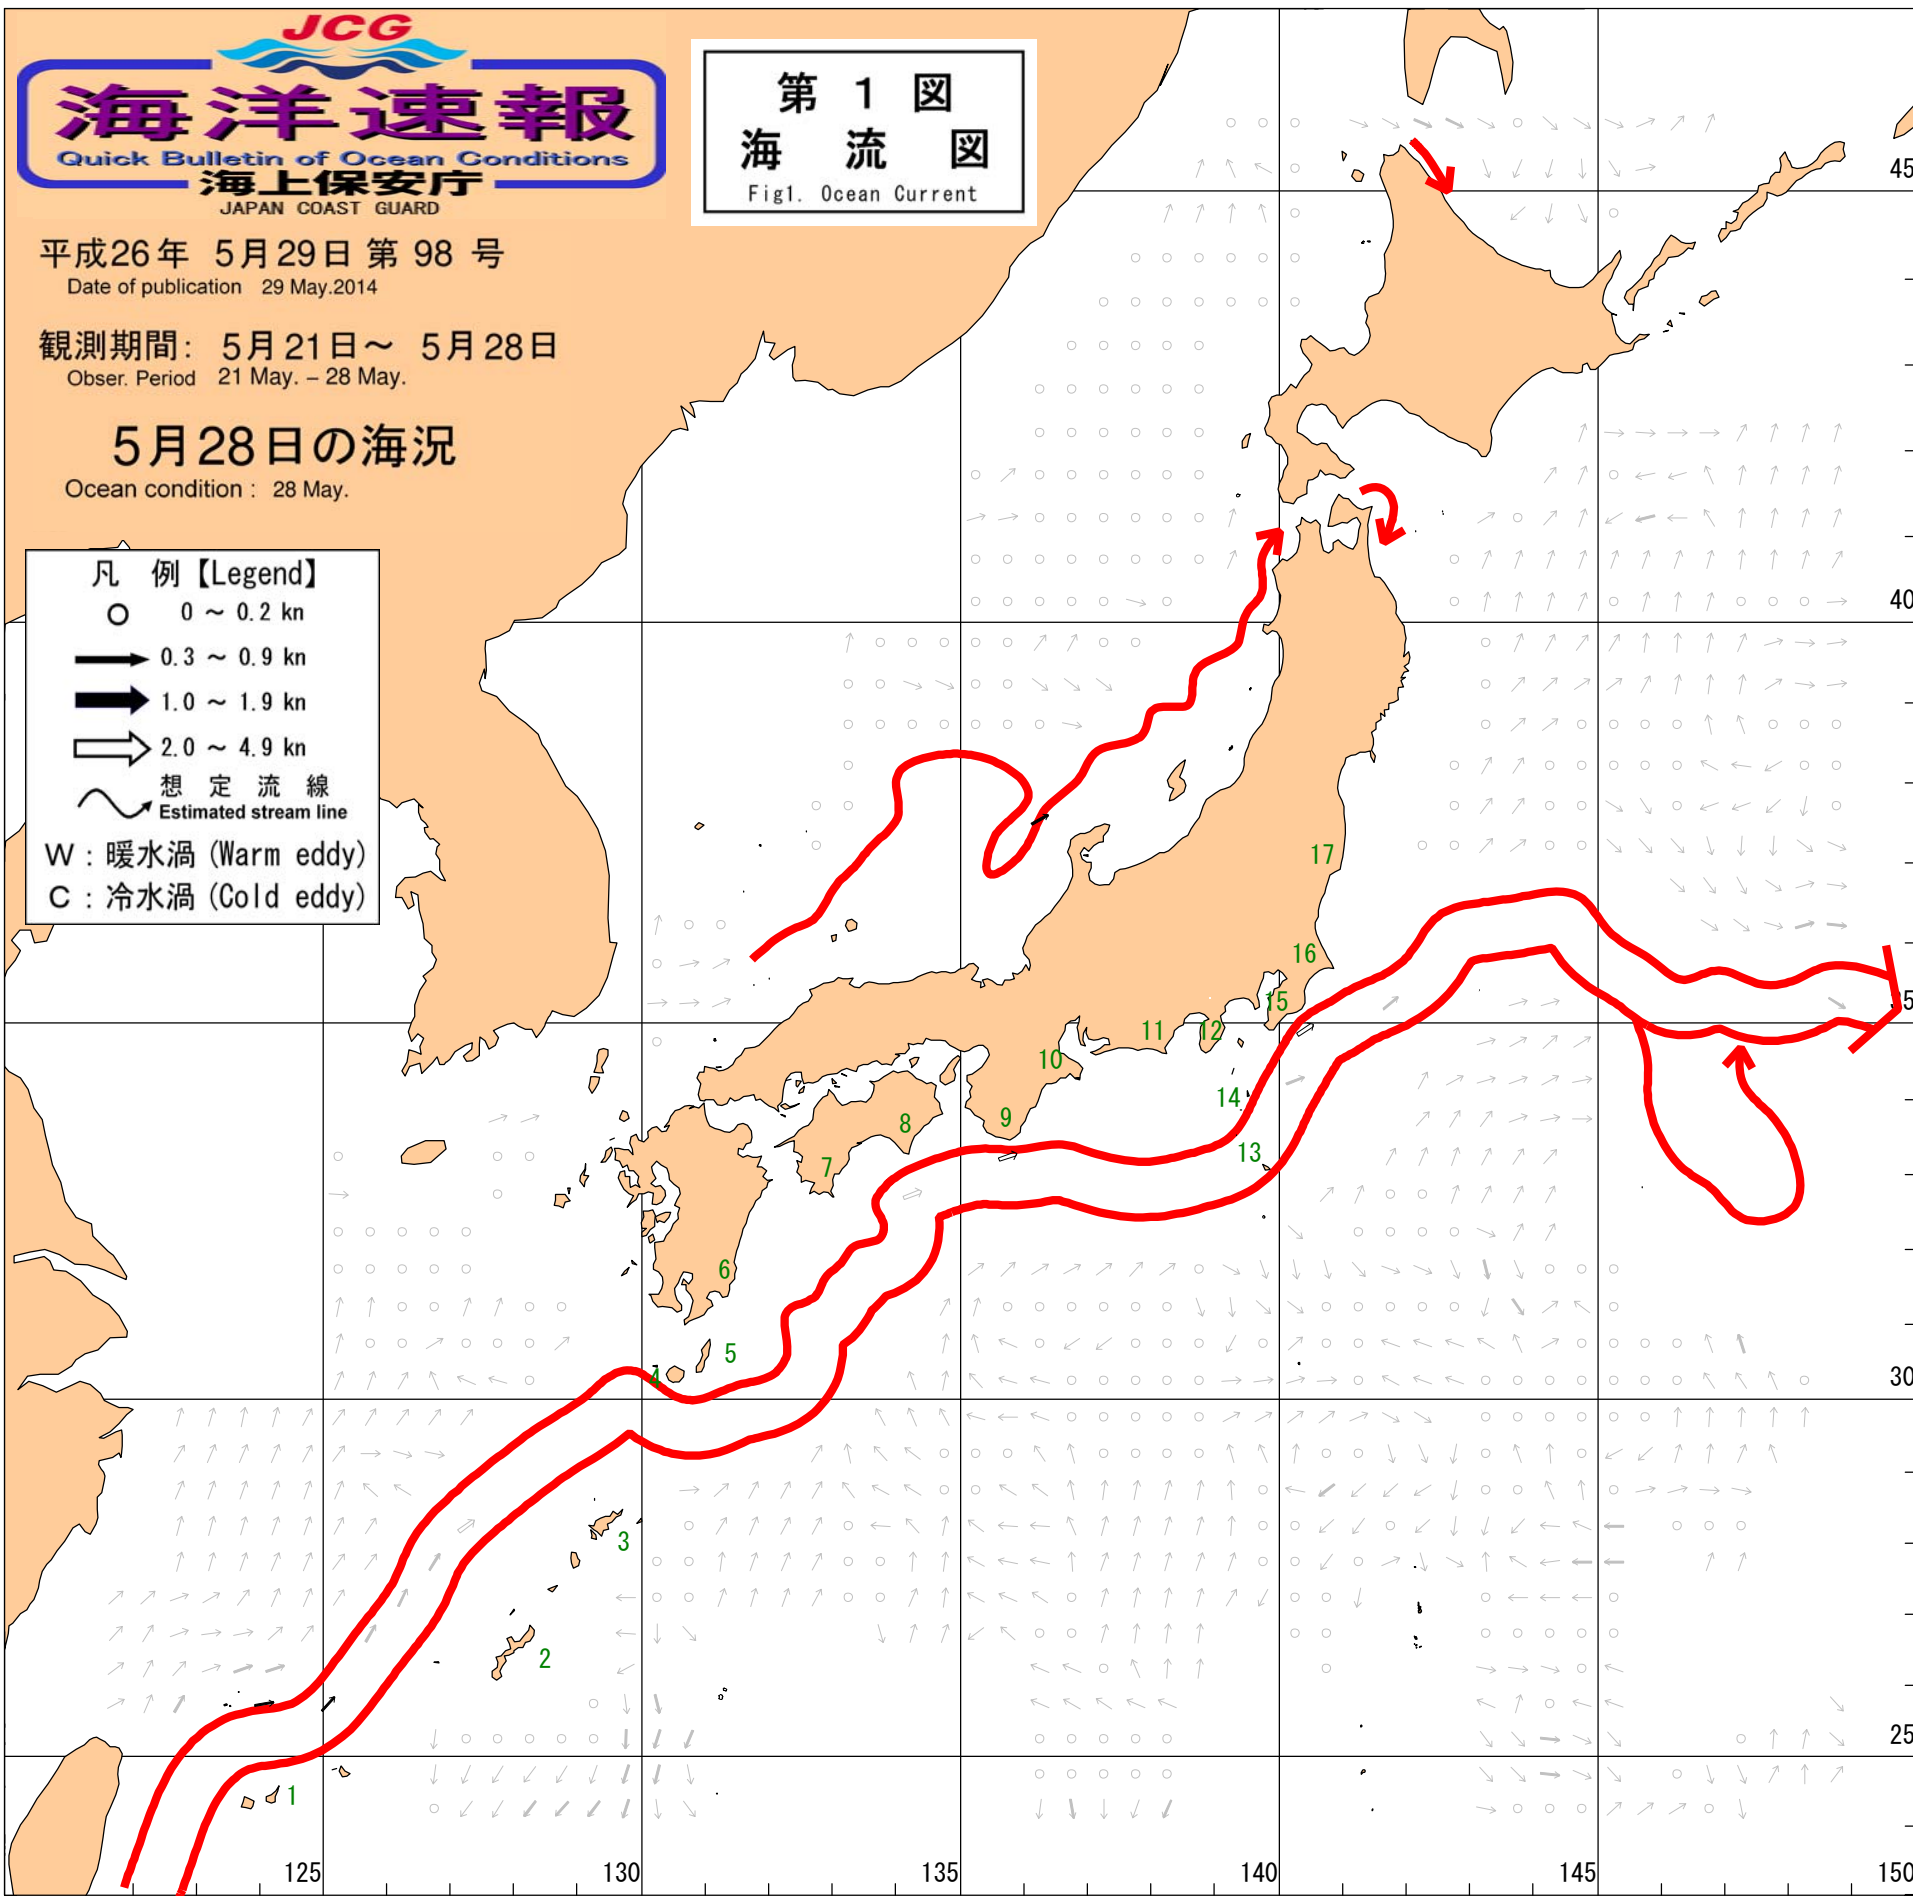 JCG
海洋速報
Quick Bulletin of Ocean Conditions
海上保安庁
JAPAN COAST GUARD
平成26年 5月29日 第 98 号
Date of publication 29 May.2014
観測期間: 5月21日～ 5月28日
Obser. Period 21 May. – 28 May.
5月28日の海況
Ocean condition : 28 May.
第 1 図
海 流 図
Fig1. Ocean Current
凡 例【Legend】
0 ～ 0.2 kn
0.3 ～ 0.9 kn
1.0 ～ 1.9 kn
2.0 ～ 4.9 kn
想 定 流 線
Estimated stream line
W : 暖水渦 (Warm eddy)
C : 冷水渦 (Cold eddy)
45
40
17
16
35
15
11
12
10
14
9
8
13
7
6
5
4
30
3
2
25
1
125
130
135
140
145
150